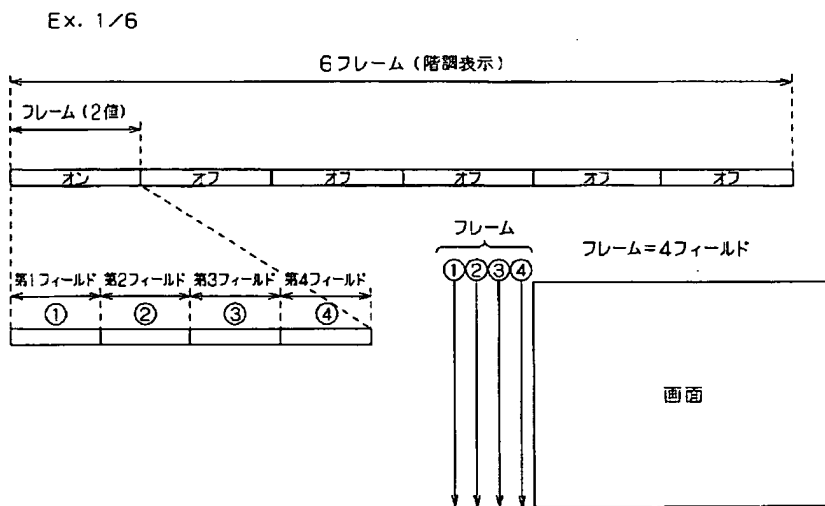 Ex. 1/6
6フレーム(階調表示)
フレーム(2値)
オン オフ オフ オフ オフ オフ
フレーム
フレーム=4フィールド
第1フィールド 第2フィールド 第3フィールド 第4フィールド
① ② ③ ④
① ② ③ ④
画面